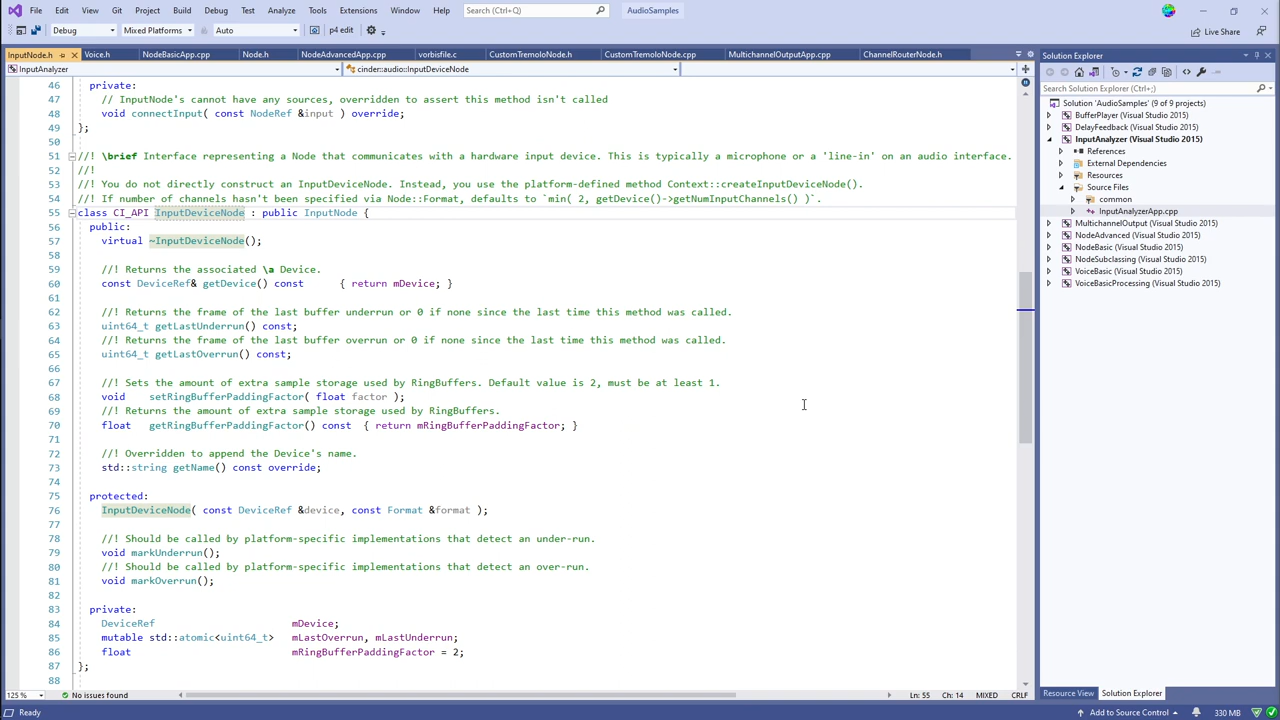 File Edit View Git Project Build Debug Test Analyze Tools Extensions Window Help Search (Ctrl+;) AudioSamples
Debug Mixed Platforms Auto p4 edit Live Share
InputNode.h Voice.h NodeBasicApp.cpp Node.h NodeAdvancedApp.cpp vorbisfile.c CustomTremoloNode.h CustomTremoloNode.cpp MultichannelOutputApp.cpp ChannelRouterNode.h
InputAnalyzer cinder::audio::InputDeviceNode
46 private:
47 // InputNode's cannot have any sources, overridden to assert this method isn't called
48 void connectInput( const NodeRef &input ) override;
49 };
50
51 //! \brief Interface representing a Node that communicates with a hardware input device. This is typically a microphone or a 'line-in' on an audio interface.
52 //!
53 //! You do not directly construct an InputDeviceNode. Instead, you use the platform-defined method Context::createInputDeviceNode().
54 //! If number of channels hasn't been specified via Node::Format, defaults to `min( 2, getDevice()->getNumInputChannels() )`.
55 class CI_API InputDeviceNode : public InputNode {
56 public:
57 virtual ~InputDeviceNode();
58
59 //! Returns the associated \a Device.
60 const DeviceRef& getDevice() const { return mDevice; }
61
62 //! Returns the frame of the last buffer underrun or 0 if none since the last time this method was called.
63 uint64_t getLastUnderrun() const;
64 //! Returns the frame of the last buffer overrun or 0 if none since the last time this method was called.
65 uint64_t getLastOverrun() const;
66
67 //! Sets the amount of extra sample storage used by RingBuffers. Default value is 2, must be at least 1.
68 void setRingBufferPaddingFactor( float factor );
69 //! Returns the amount of extra sample storage used by RingBuffers.
70 float getRingBufferPaddingFactor() const { return mRingBufferPaddingFactor; }
71
72 //! Overridden to append the Device's name.
73 std::string getName() const override;
74
75 protected:
76 InputDeviceNode( const DeviceRef &device, const Format &format );
77
78 //! Should be called by platform-specific implementations that detect an under-run.
79 void markUnderrun();
80 //! Should be called by platform-specific implementations that detect an over-run.
81 void markOverrun();
82
83 private:
84 DeviceRef mDevice;
85 mutable std::atomic<uint64_t> mLastOverrun, mLastUnderrun;
86 float mRingBufferPaddingFactor = 2;
87 };
88
125 % No issues found Ln: 55 Ch: 14 MIXED CRLF
Solution Explorer
Search Solution Explorer (Ctrl+;)
Solution 'AudioSamples' (9 of 9 projects)
BufferPlayer (Visual Studio 2015)
DelayFeedback (Visual Studio 2015)
InputAnalyzer (Visual Studio 2015)
References
External Dependencies
Resources
Source Files
common
InputAnalyzerApp.cpp
MultichannelOutput (Visual Studio 2015)
NodeAdvanced (Visual Studio 2015)
NodeBasic (Visual Studio 2015)
NodeSubclassing (Visual Studio 2015)
VoiceBasic (Visual Studio 2015)
VoiceBasicProcessing (Visual Studio 2015)
Resource View Solution Explorer
Ready Add to Source Control 330 MB